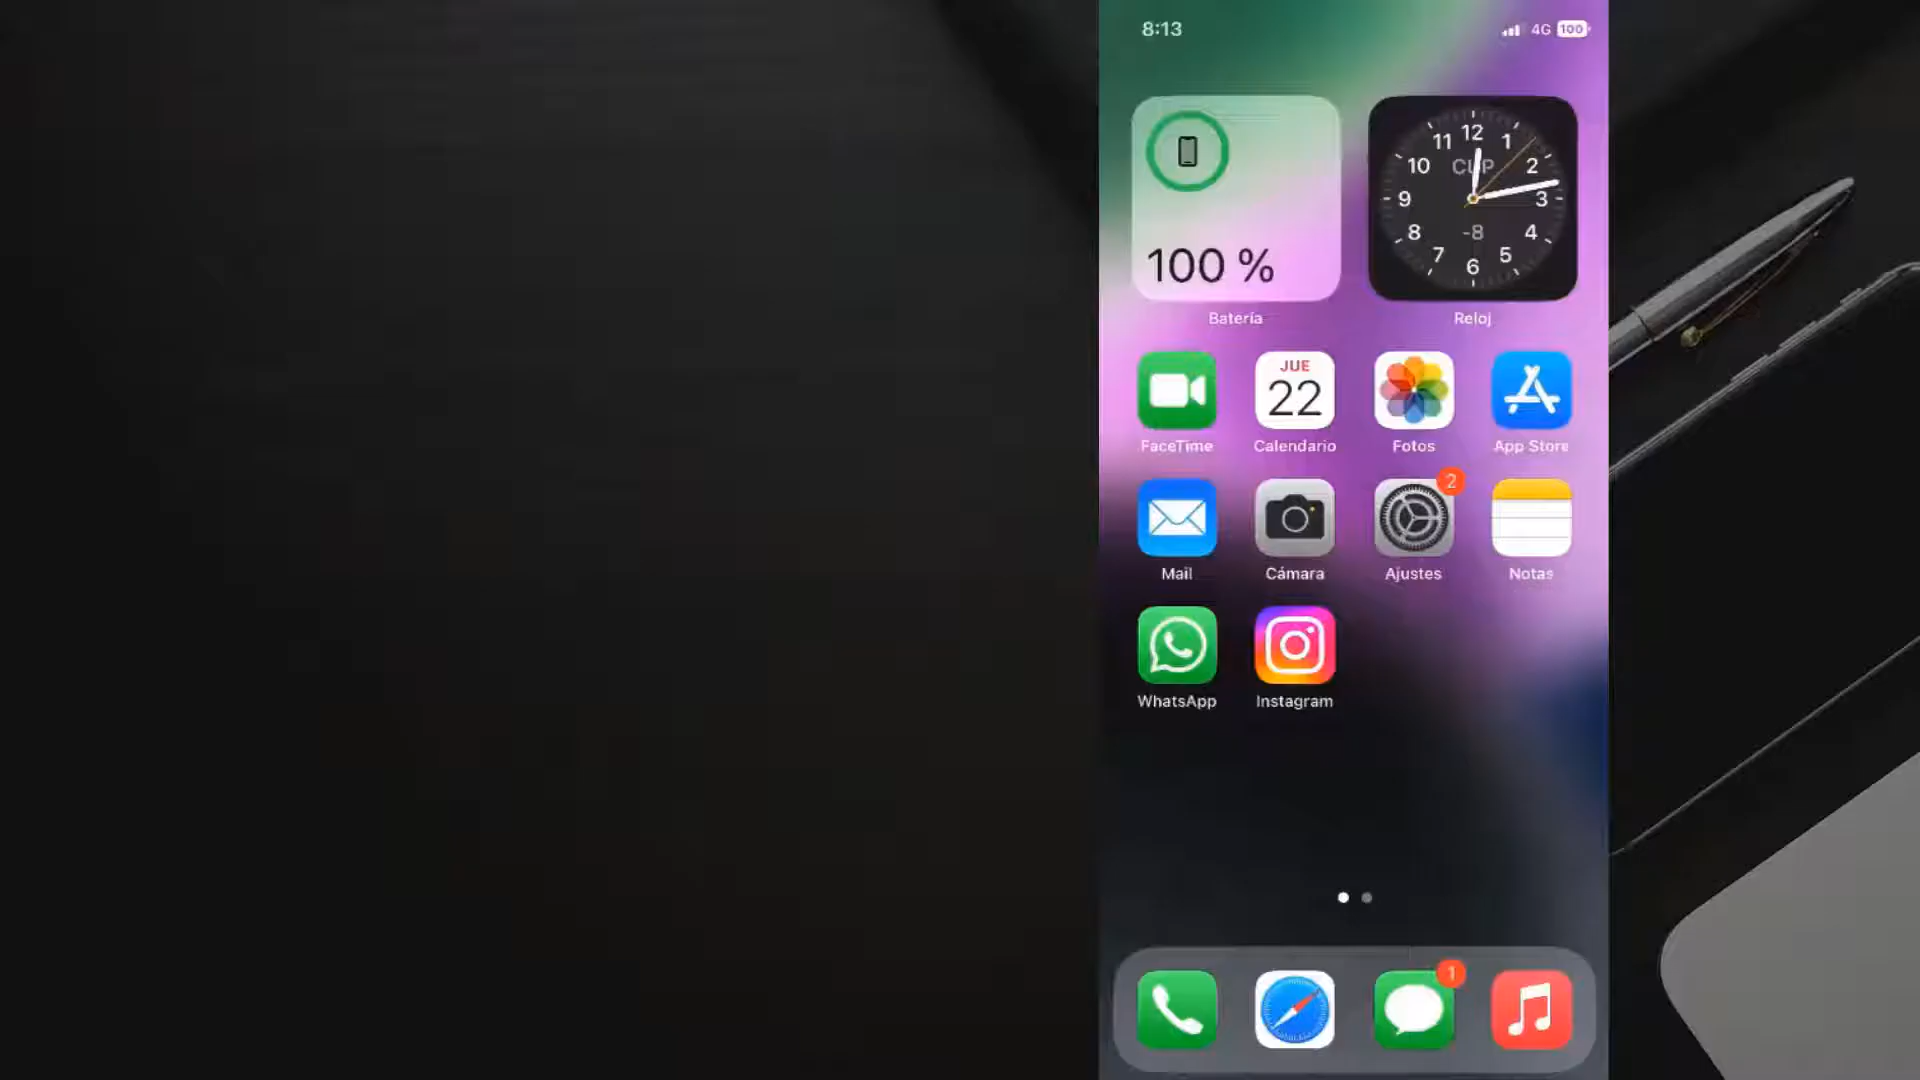 8:13
4G 100
12
11 1
10 CUP 2
9 3
8 -8 4
7 5
6
100 %
Batería
Reloj
JUE
22
FaceTime
Calendario
Fotos
App Store
2
Mail
Cámara
Ajustes
Notas
WhatsApp
Instagram
1